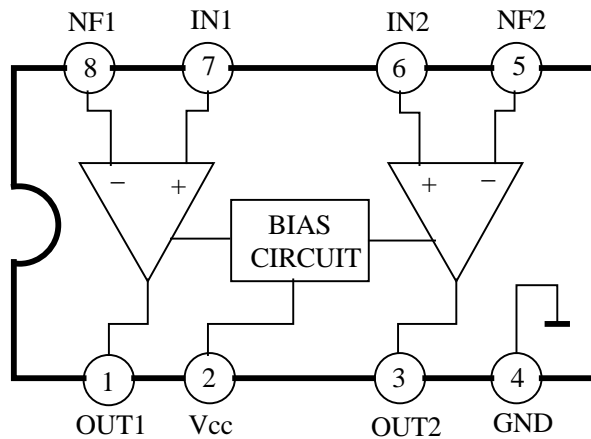 NF1 IN1 IN2 NF2
8 7 6 5
− + + −
BIAS
CIRCUIT
1 2 3 4
OUT1 Vcc OUT2 GND